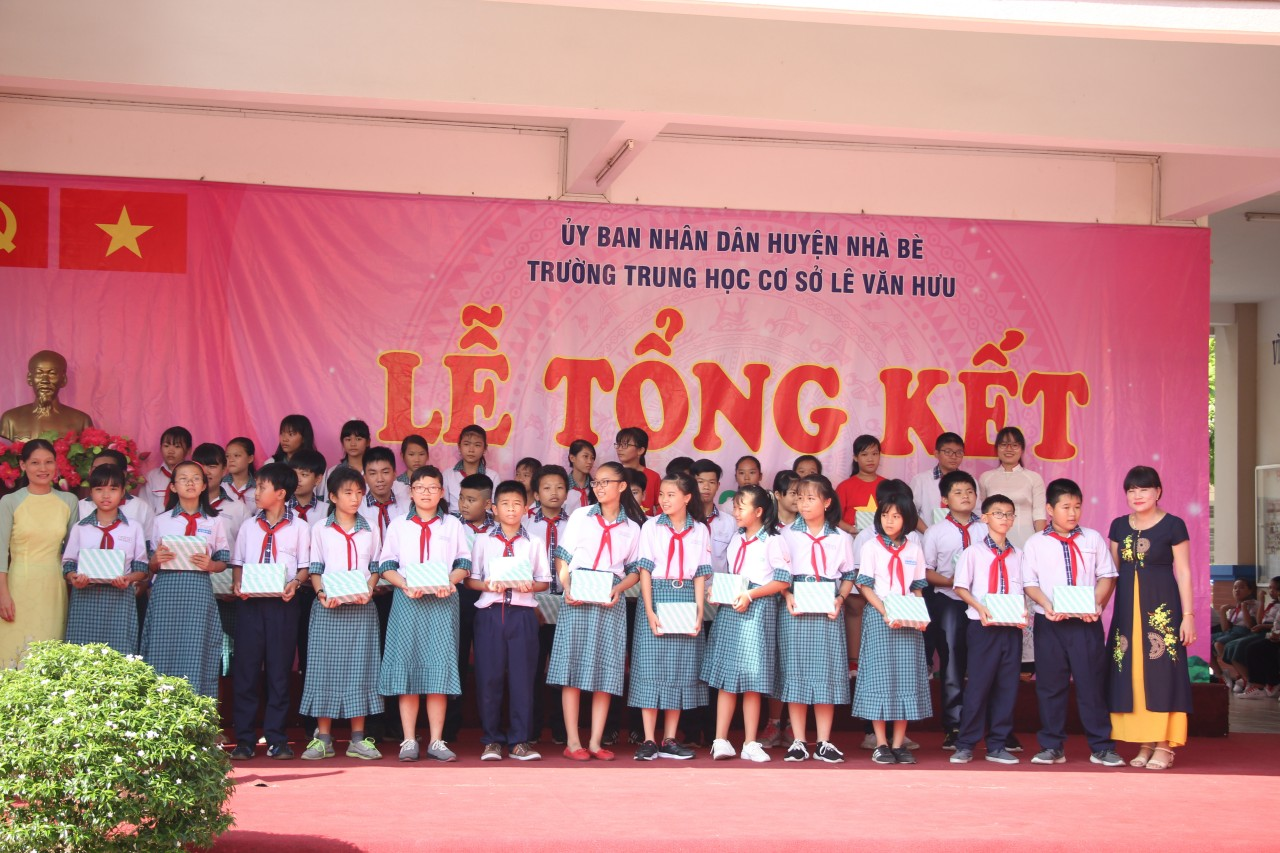 ỦY BAN NHÂN DÂN HUYỆN NHÀ BÈ
TRƯỜNG TRUNG HỌC CƠ SỞ LÊ VĂN HƯU
LỄ TỔNG KẾT